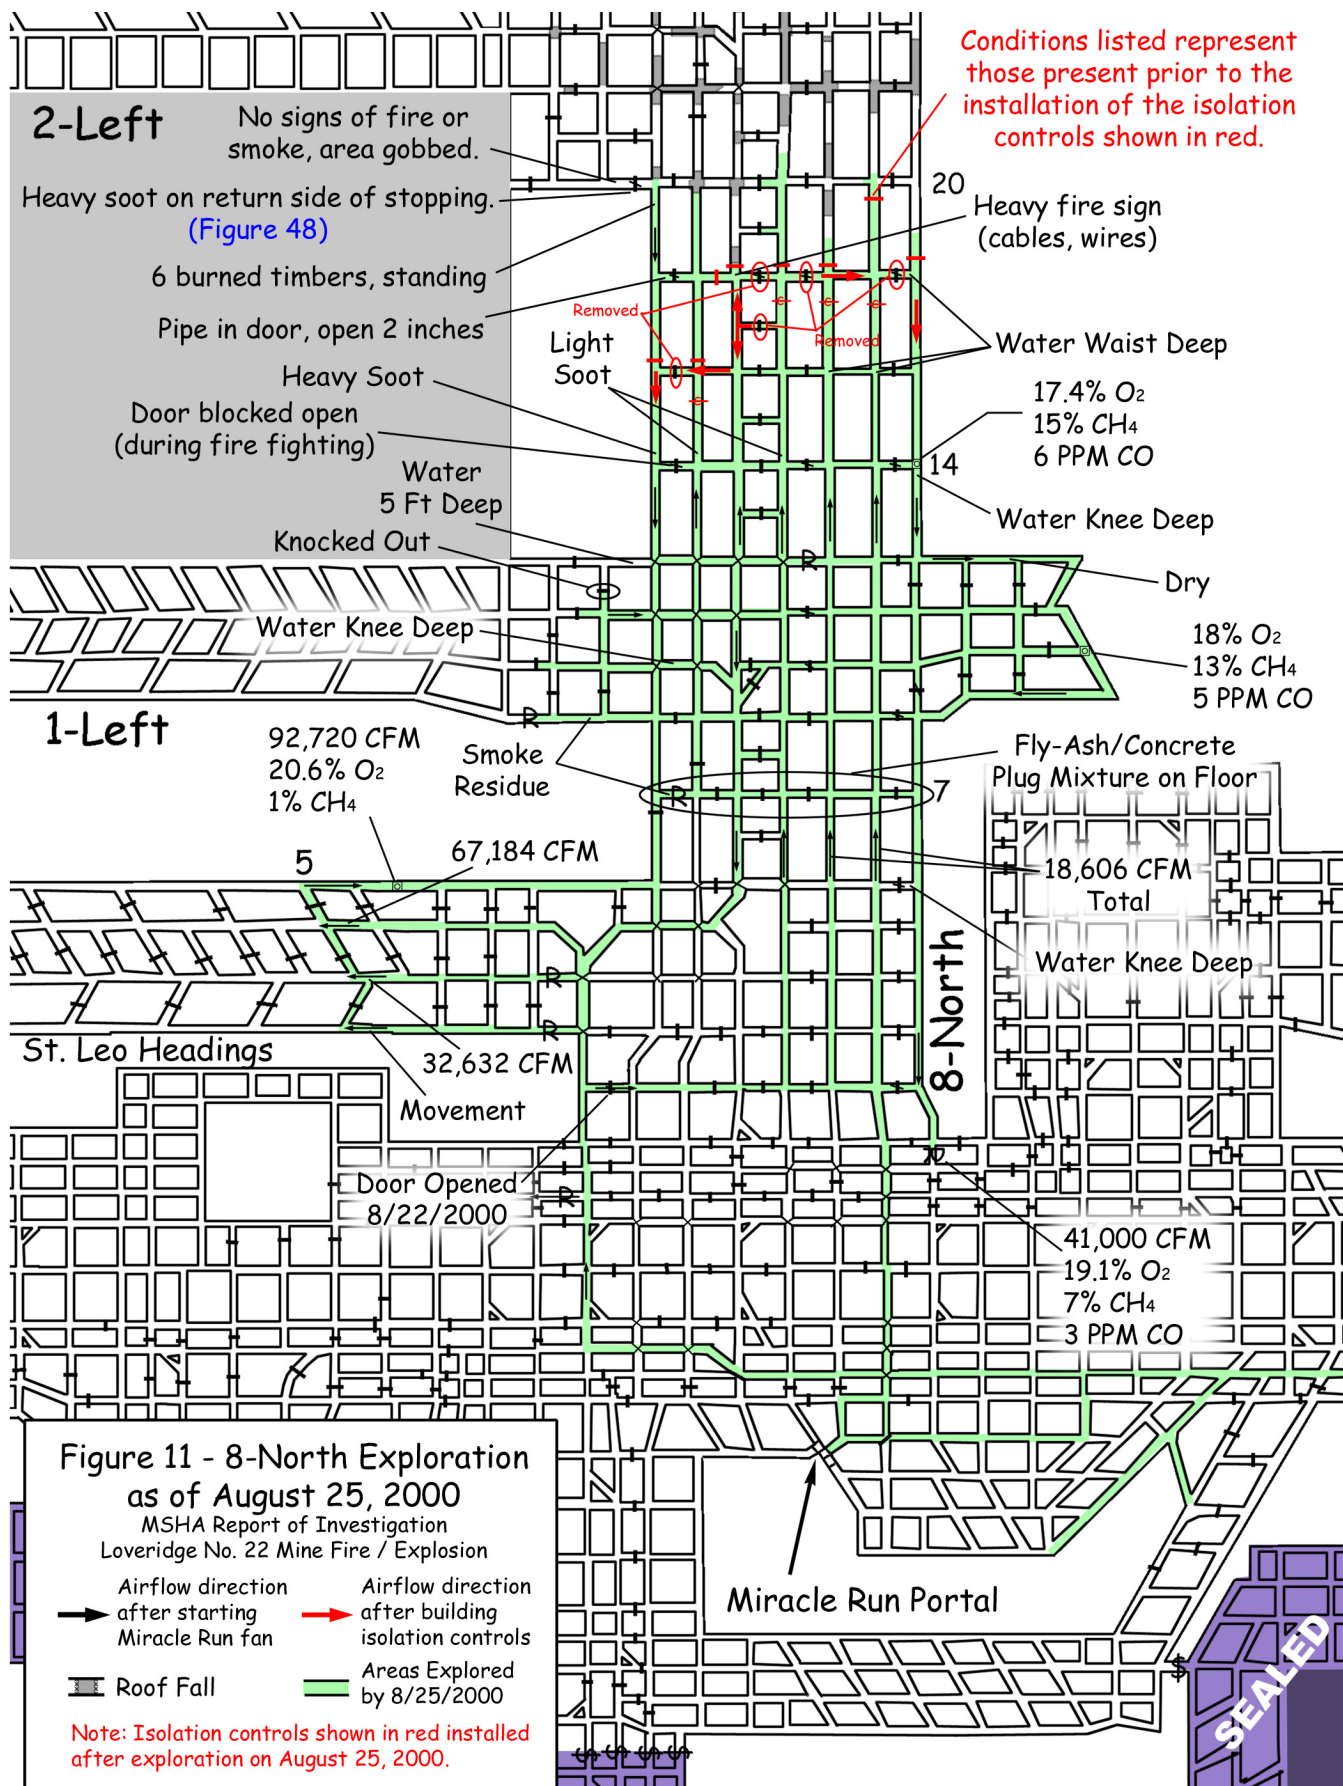 Conditions listed represent
those present prior to the
installation of the isolation
controls shown in red.
2-Left
No signs of fire or
smoke, area gobbed.
Heavy soot on return side of stopping.
(Figure 48)
20
Heavy fire sign
(cables, wires)
6 burned timbers, standing
Removed
Pipe in door, open 2 inches
Removed
Light
Soot
Water Waist Deep
Heavy Soot
17.4% O2
15% CH4
6 PPM CO
Door blocked open
(during fire fighting)
14
Water
5 Ft Deep
Water Knee Deep
Knocked Out
R
Dry
Water Knee Deep
18% O2
13% CH4
5 PPM CO
1-Left
R
92,720 CFM
20.6% O2
1% CH4
Smoke
Residue
Fly-Ash/Concrete
Plug Mixture on Floor
R
7
5
67,184 CFM
18,606 CFM
Total
8-North
Water Knee Deep
R
R
St. Leo Headings
32,632 CFM
Movement
R
Door Opened
8/22/2000
R
41,000 CFM
19.1% O2
7% CH4
3 PPM CO
Figure 11 - 8-North Exploration
as of August 25, 2000
MSHA Report of Investigation
Loveridge No. 22 Mine Fire / Explosion
Airflow direction
after starting
Miracle Run fan
Airflow direction
after building
isolation controls
Roof Fall
Areas Explored
by 8/25/2000
Note: Isolation controls shown in red installed
after exploration on August 25, 2000.
Miracle Run Portal
SEALED
$
$ $ $ $